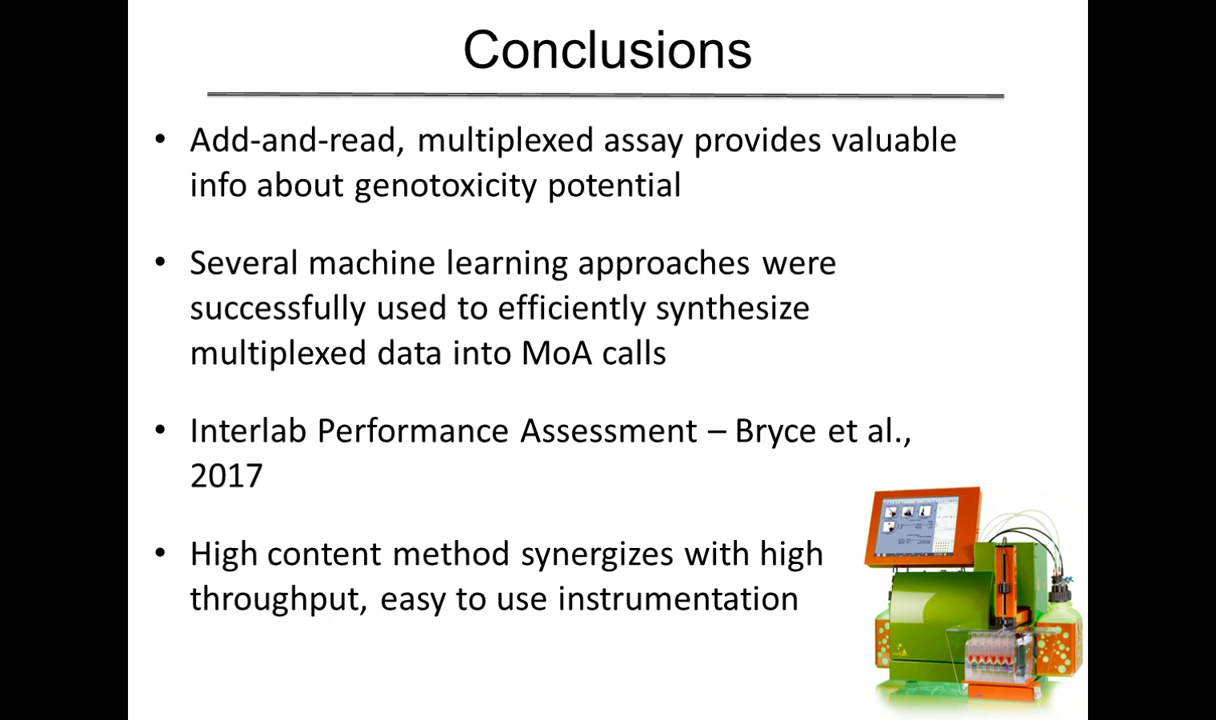 Conclusions
• Add-and-read, multiplexed assay provides valuable
info about genotoxicity potential
• Several machine learning approaches were
successfully used to efficiently synthesize
multiplexed data into MoA calls
• Interlab Performance Assessment – Bryce et al.,
2017
• High content method synergizes with high
throughput, easy to use instrumentation